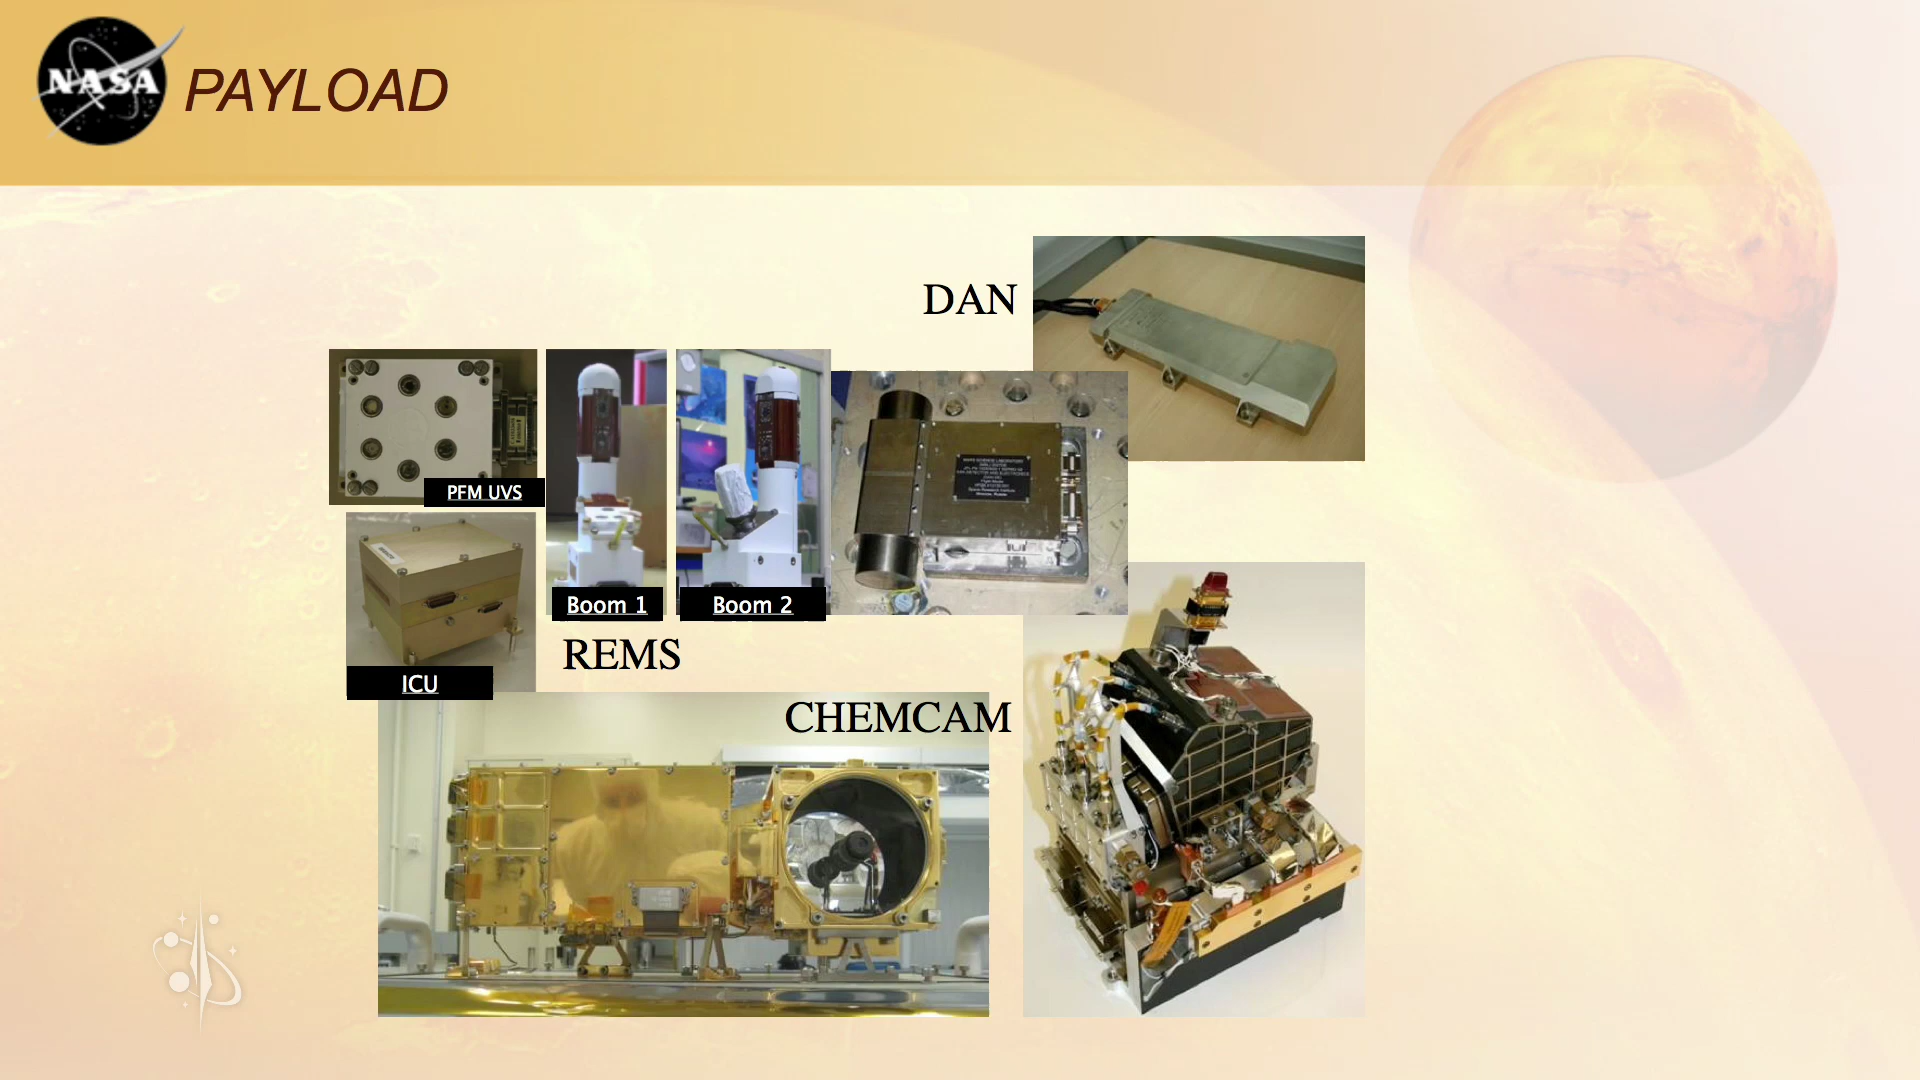 NASA
PAYLOAD
DAN
PFM UVS
Boom 1
Boom 2
REMS
ICU
CHEMCAM